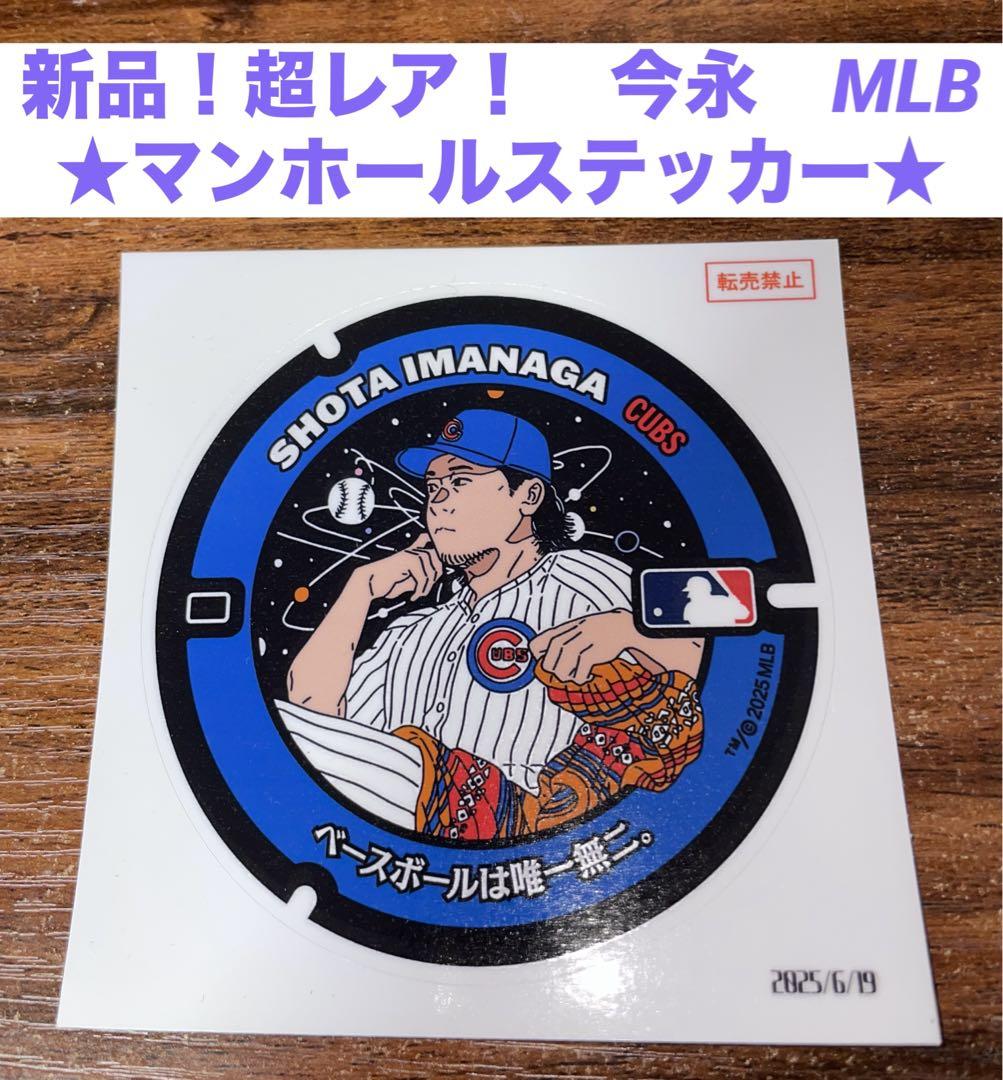 新品！超レア！　今永　MLB
★マンホールステッカー★
転売禁止
SHOTA IMANAGA CUBS
C
CUBS
TM/© 2025 MLB
ベースボールは唯一無二。
2025/6/19